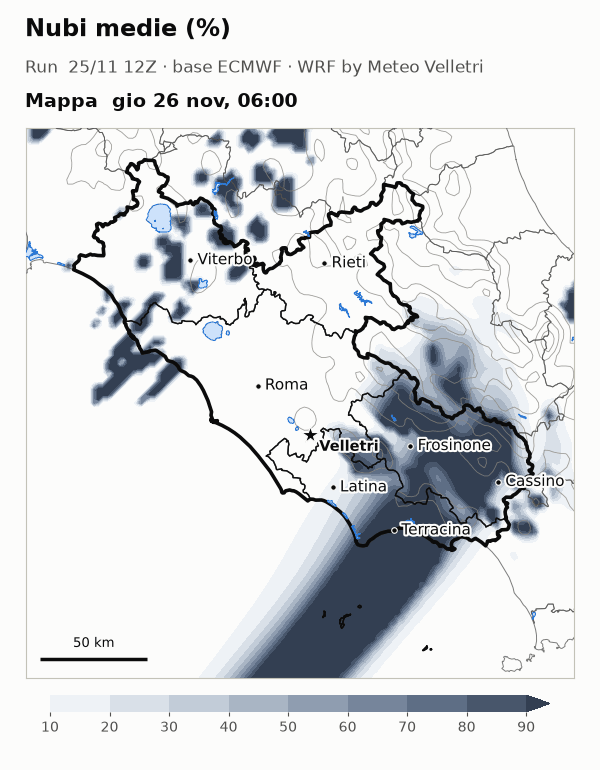 Nubi medie (%)
Run 25/11 12Z · base ECMWF · WRF by Meteo Velletri
Mappa gio 26 nov, 06:00
Viterbo
Rieti
Roma
Velletri
Frosinone
Latina
Cassino
Terracina
50 km
10 20 30 40 50 60 70 80 90